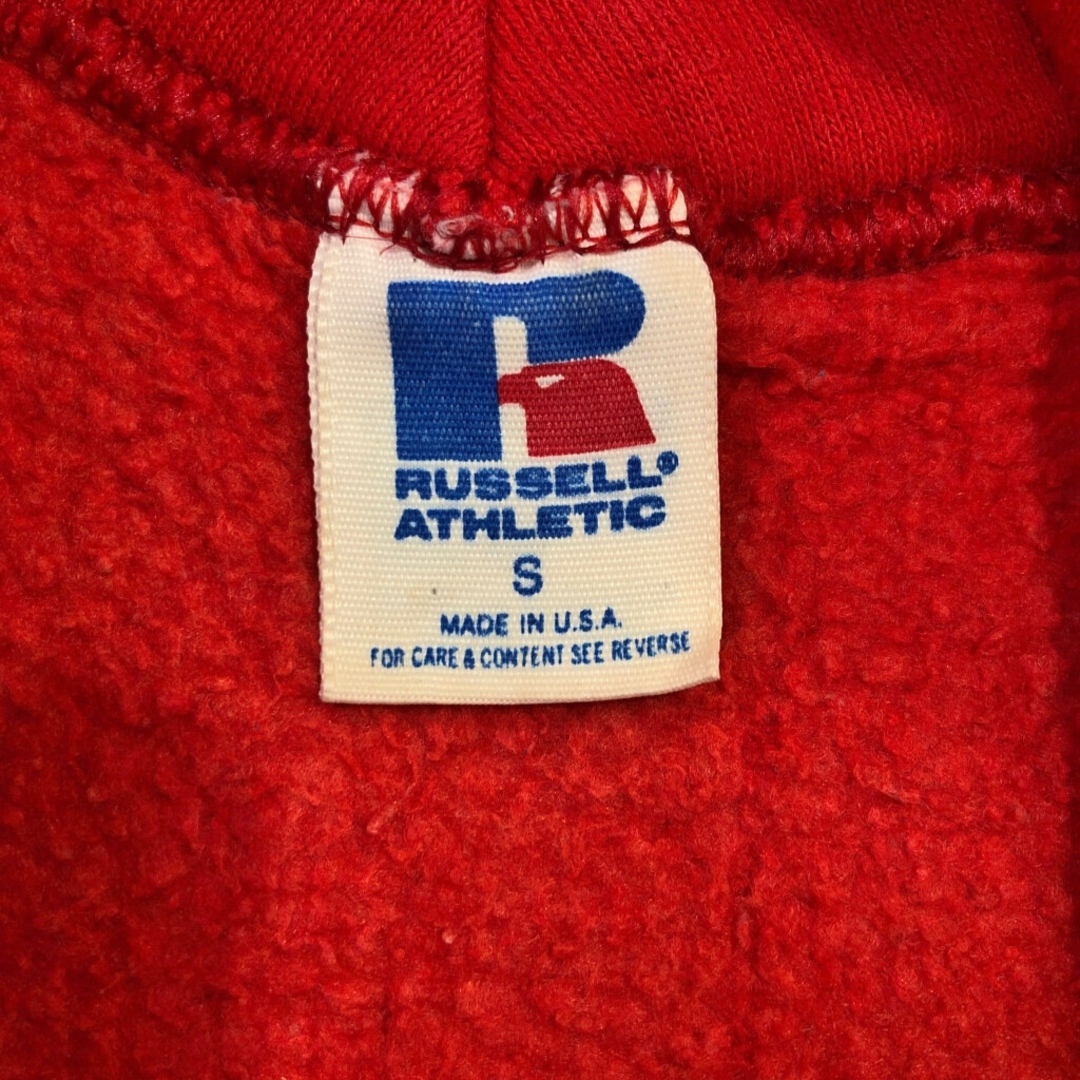 R
RUSSELL®
ATHLETIC
S
MADE IN U.S.A.
FOR CARE & CONTENT SEE REVERSE